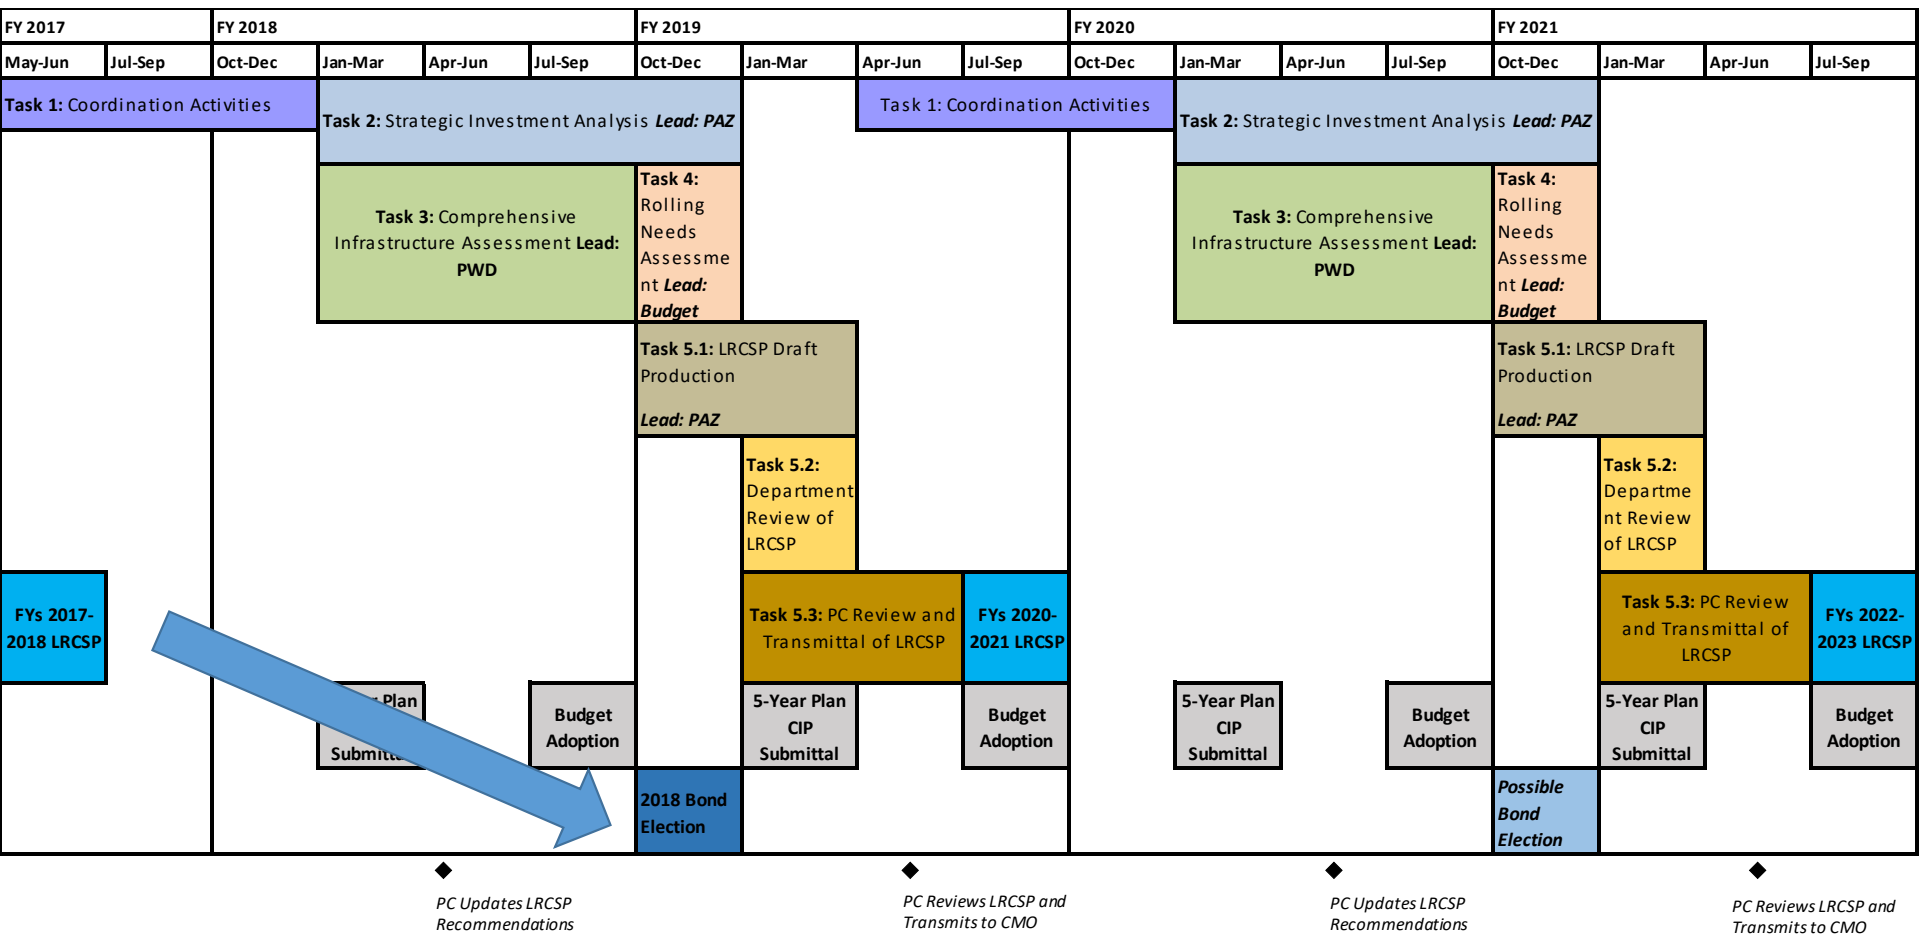 FY 2017 FY 2018 FY 2019 FY 2020 FY 2021
May-Jun Jul-Sep Oct-Dec Jan-Mar Apr-Jun Jul-Sep Oct-Dec Jan-Mar Apr-Jun Jul-Sep Oct-Dec Jan-Mar Apr-Jun Jul-Sep Oct-Dec Jan-Mar Apr-Jun Jul-Sep
Task 1: Coordination Activities
Task 2: Strategic Investment Analysis Lead: PAZ
Task 1: Coordination Activities
Task 2: Strategic Investment Analysis Lead: PAZ
Task 3: Comprehensive
Infrastructure Assessment Lead:
PWD
Task 4:
Rolling
Needs
Assessme
nt Lead:
Budget
Task 3: Comprehensive
Infrastructure Assessment Lead:
PWD
Task 4:
Rolling
Needs
Assessme
nt Lead:
Budget
Task 5.1: LRCSP Draft
Production
Lead: PAZ
Task 5.1: LRCSP Draft
Production
Lead: PAZ
Task 5.2:
Department
Review of
LRCSP
Task 5.2:
Departme
nt Review
of LRCSP
FYs 2017-
2018 LRCSP
Task 5.3: PC Review and
Transmittal of LRCSP
FYs 2020-
2021 LRCSP
Task 5.3: PC Review
and Transmittal of
LRCSP
FYs 2022-
2023 LRCSP
Plan
Budget
Adoption
5-Year Plan
CIP
Submittal
Budget
Adoption
5-Year Plan
CIP
Submittal
Budget
Adoption
5-Year Plan
CIP
Submittal
Budget
Adoption
2018 Bond
Election
Possible
Bond
Election
PC Updates LRCSP
Recommendations
PC Reviews LRCSP and
Transmits to CMO
PC Updates LRCSP
Recommendations
PC Reviews LRCSP and
Transmits to CMO